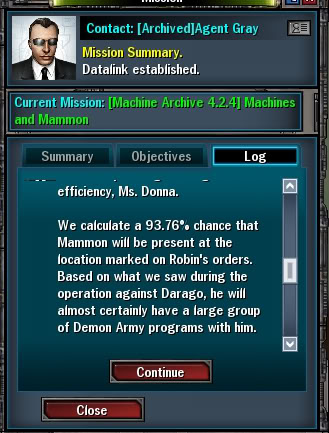 Mission
Contact: [Archived]Agent Gray
Mission Summary.
Datalink established.
Current Mission: [Machine Archive 4.2.4] Machines
and Mammon
Summary
Objectives
Log
efficiency, Ms. Donna.
We calculate a 93.76% chance that
Mammon will be present at the
location marked on Robin's orders.
Based on what we saw during the
operation against Darago, he will
almost certainly have a large group
of Demon Army programs with him.
Continue
Close